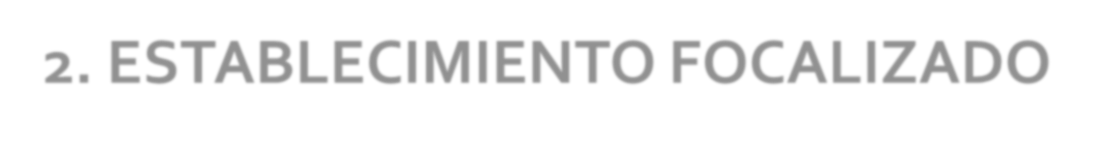 2. ESTABLECIMIENTO FOCALIZADO